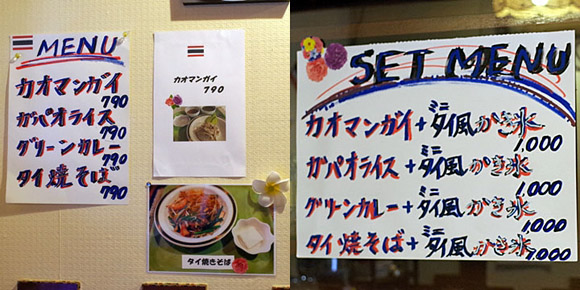 MENU
カオマンガイ
790
ガパオライス
790
グリーンカレー
790
タイ焼そば
790
カオマンガイ
790
タイ焼きそば
SET MENU
カオマンガイ+ミニタイ風かき氷
1,000
ガパオライス+ミニタイ風かき氷
1,000
グリーンカレー+ミニタイ風かき氷
1,000
タイ焼そば+ミニタイ風かき氷
1,000